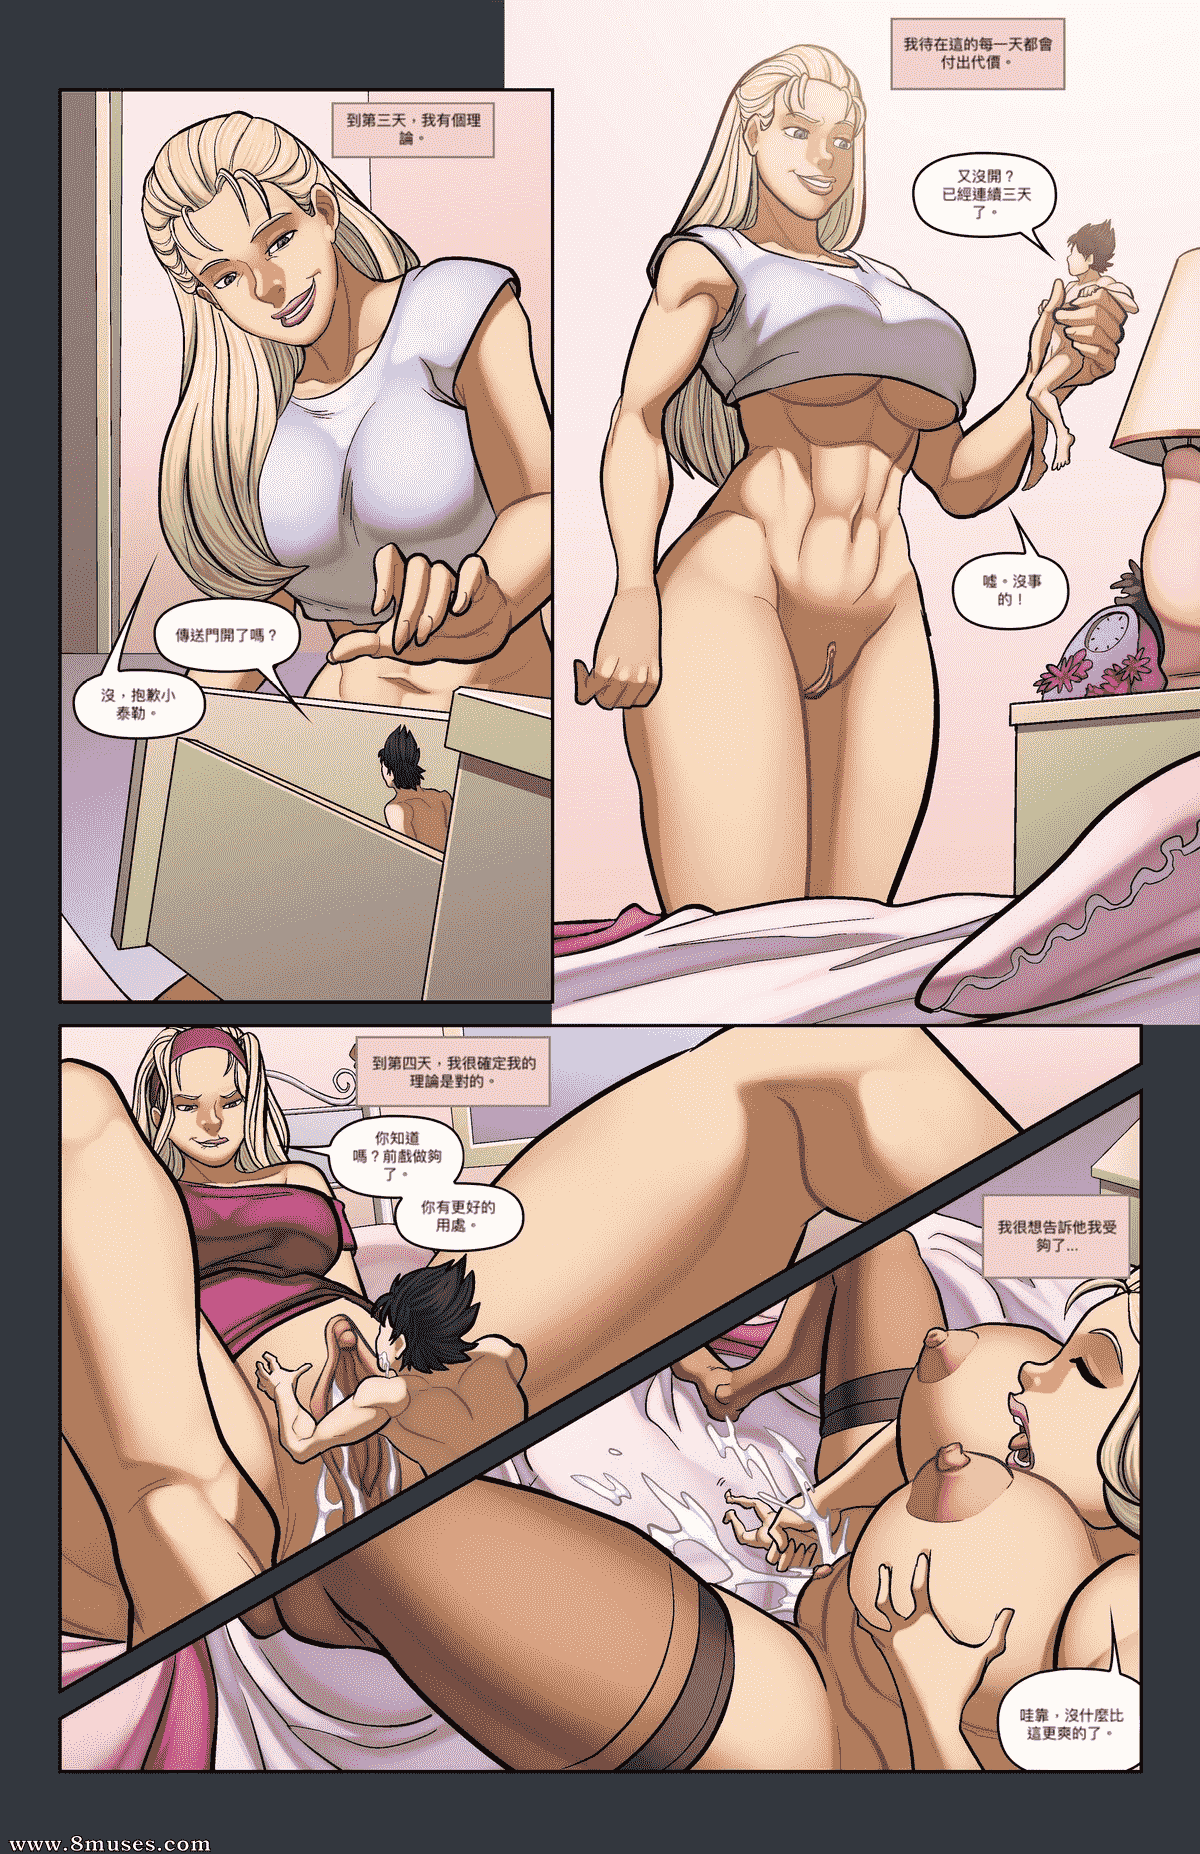 到第三天，我有個理
論。
傳送門開了嗎？
沒，抱歉小
泰勒。
我待在這的每一天都會
付出代價。
又沒開？
已經連續三天
了。
噓。沒事
的！
到第四天，我很確定我的
理論是對的。
你知道
嗎？前戲做夠
了。
你有更好的
用處。
我很想告訴他我受
夠了...
哇靠，沒什麼比
這更爽的了。
www.8muses.com